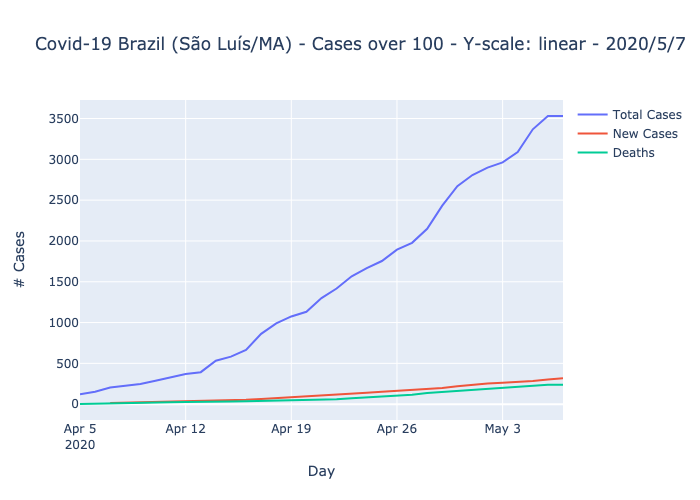 Covid-19 Brazil (São Luís/MA) - Cases over 100 - Y-scale: linear - 2020/5/7
Total Cases
New Cases
Deaths
3500
3000
2500
2000
1500
1000
500
0
# Cases
Apr 5
2020
Apr 12
Apr 19
Apr 26
May 3
Day